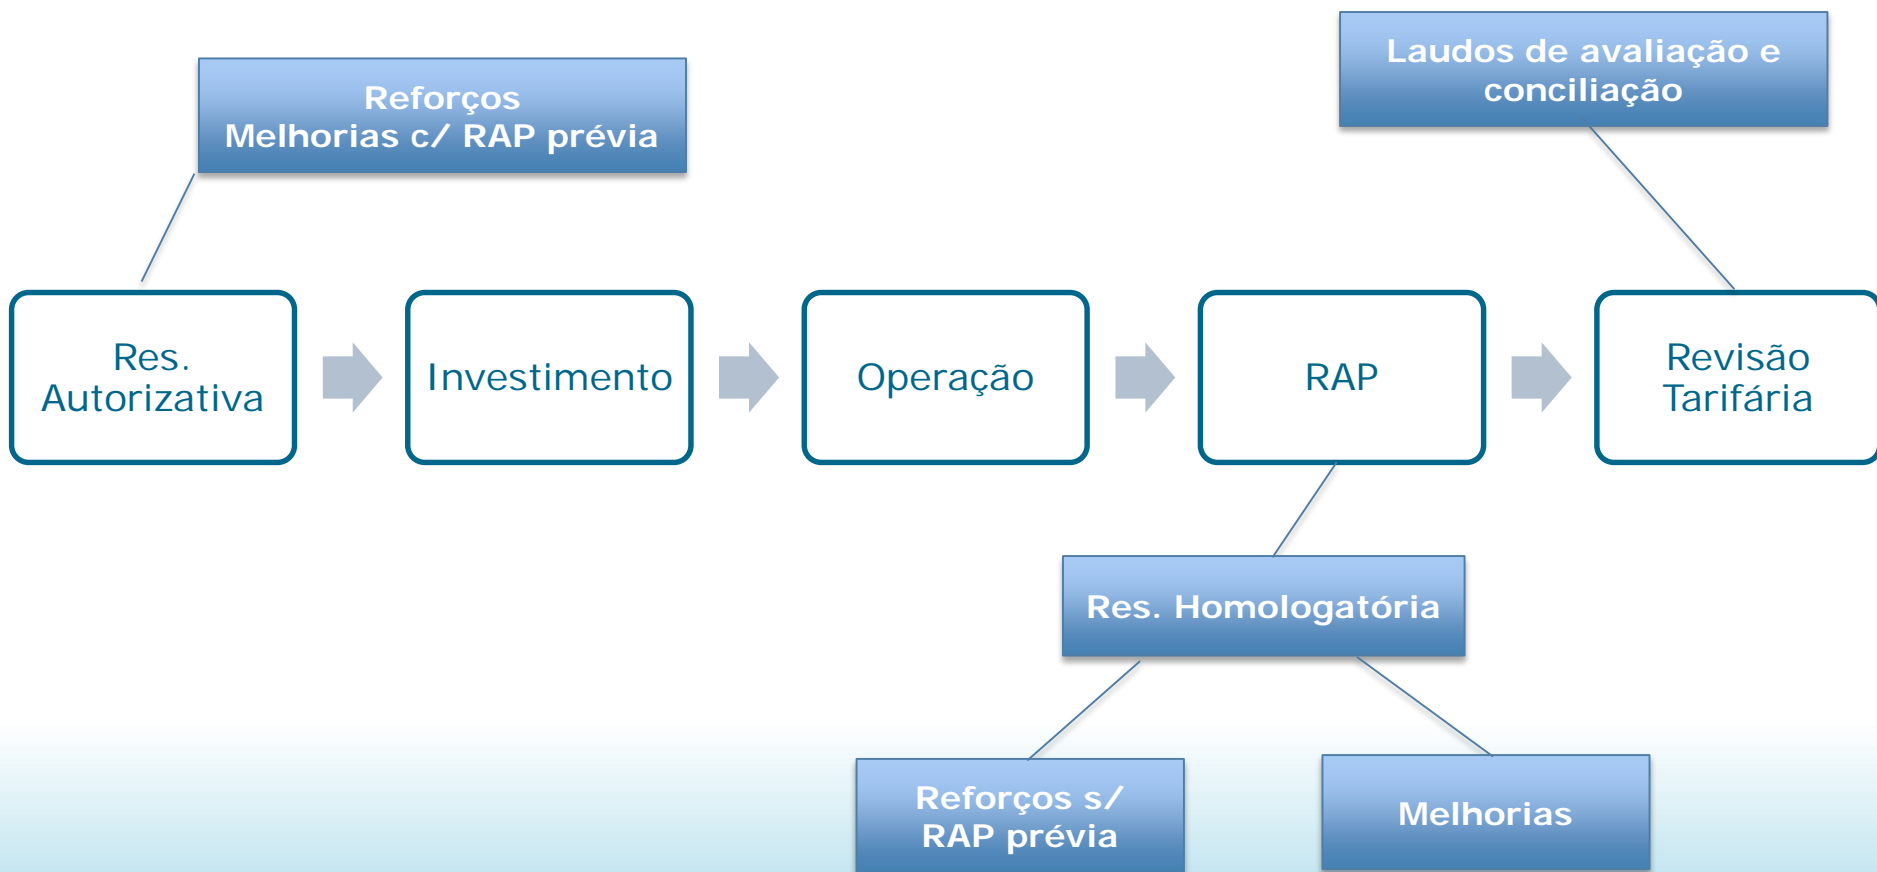 Laudos de avaliação e
conciliação
Reforços
Melhorias c/ RAP prévia
Res.
Autorizativa
Investimento
Operação
RAP
Revisão
Tarifária
Res. Homologatória
Reforços s/
RAP prévia
Melhorias